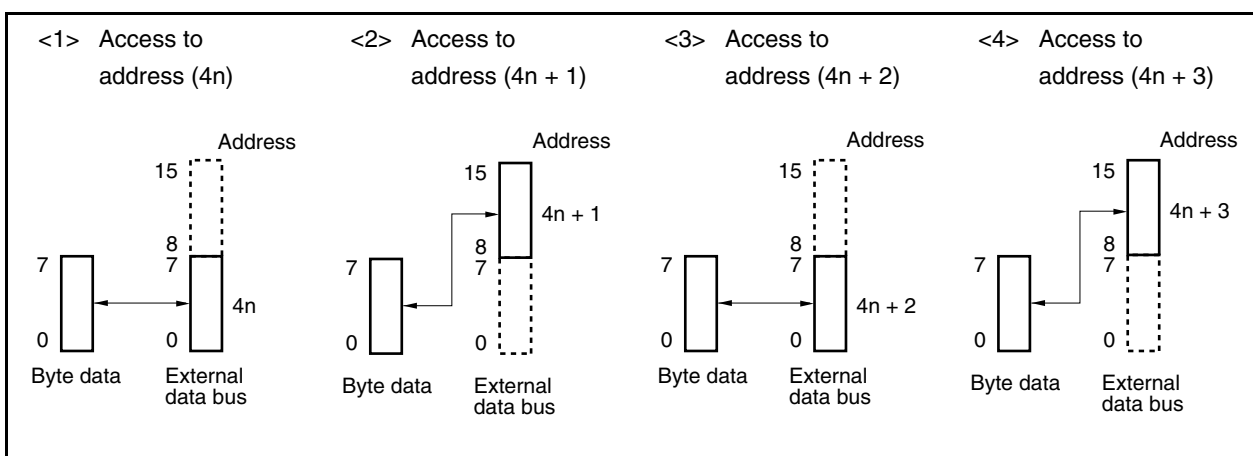 <1> Access to
address (4n)
Address
15
8
7
7
4n
0
0
Byte data
External
data bus
<2> Access to
address (4n + 1)
Address
15
4n + 1
8
7
7
0
0
Byte data
External
data bus
<3> Access to
address (4n + 2)
Address
15
8
7
7
4n + 2
0
0
Byte data
External
data bus
<4> Access to
address (4n + 3)
Address
15
4n + 3
8
7
7
0
0
Byte data
External
data bus